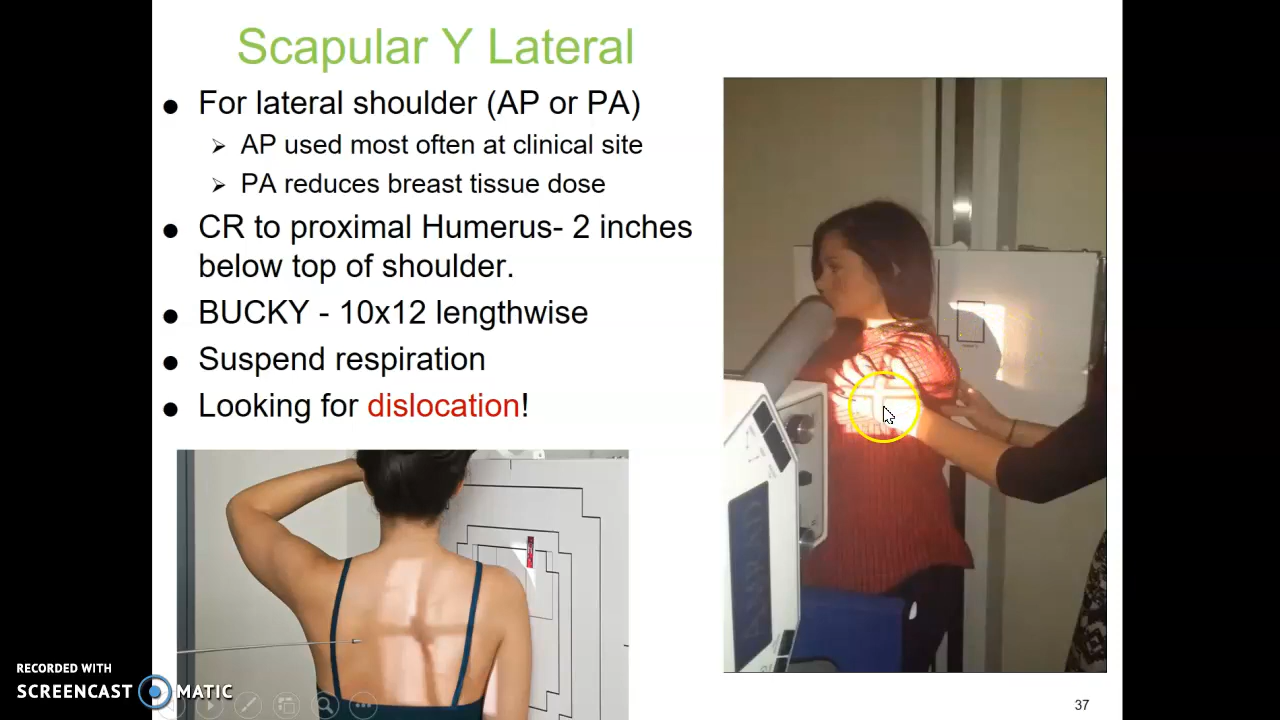 Scapular Y Lateral
● For lateral shoulder (AP or PA)
➢ AP used most often at clinical site
➢ PA reduces breast tissue dose
● CR to proximal Humerus- 2 inches
below top of shoulder.
● BUCKY - 10x12 lengthwise
● Suspend respiration
● Looking for dislocation!
RECORDED WITH
SCREENCAST MATIC
37